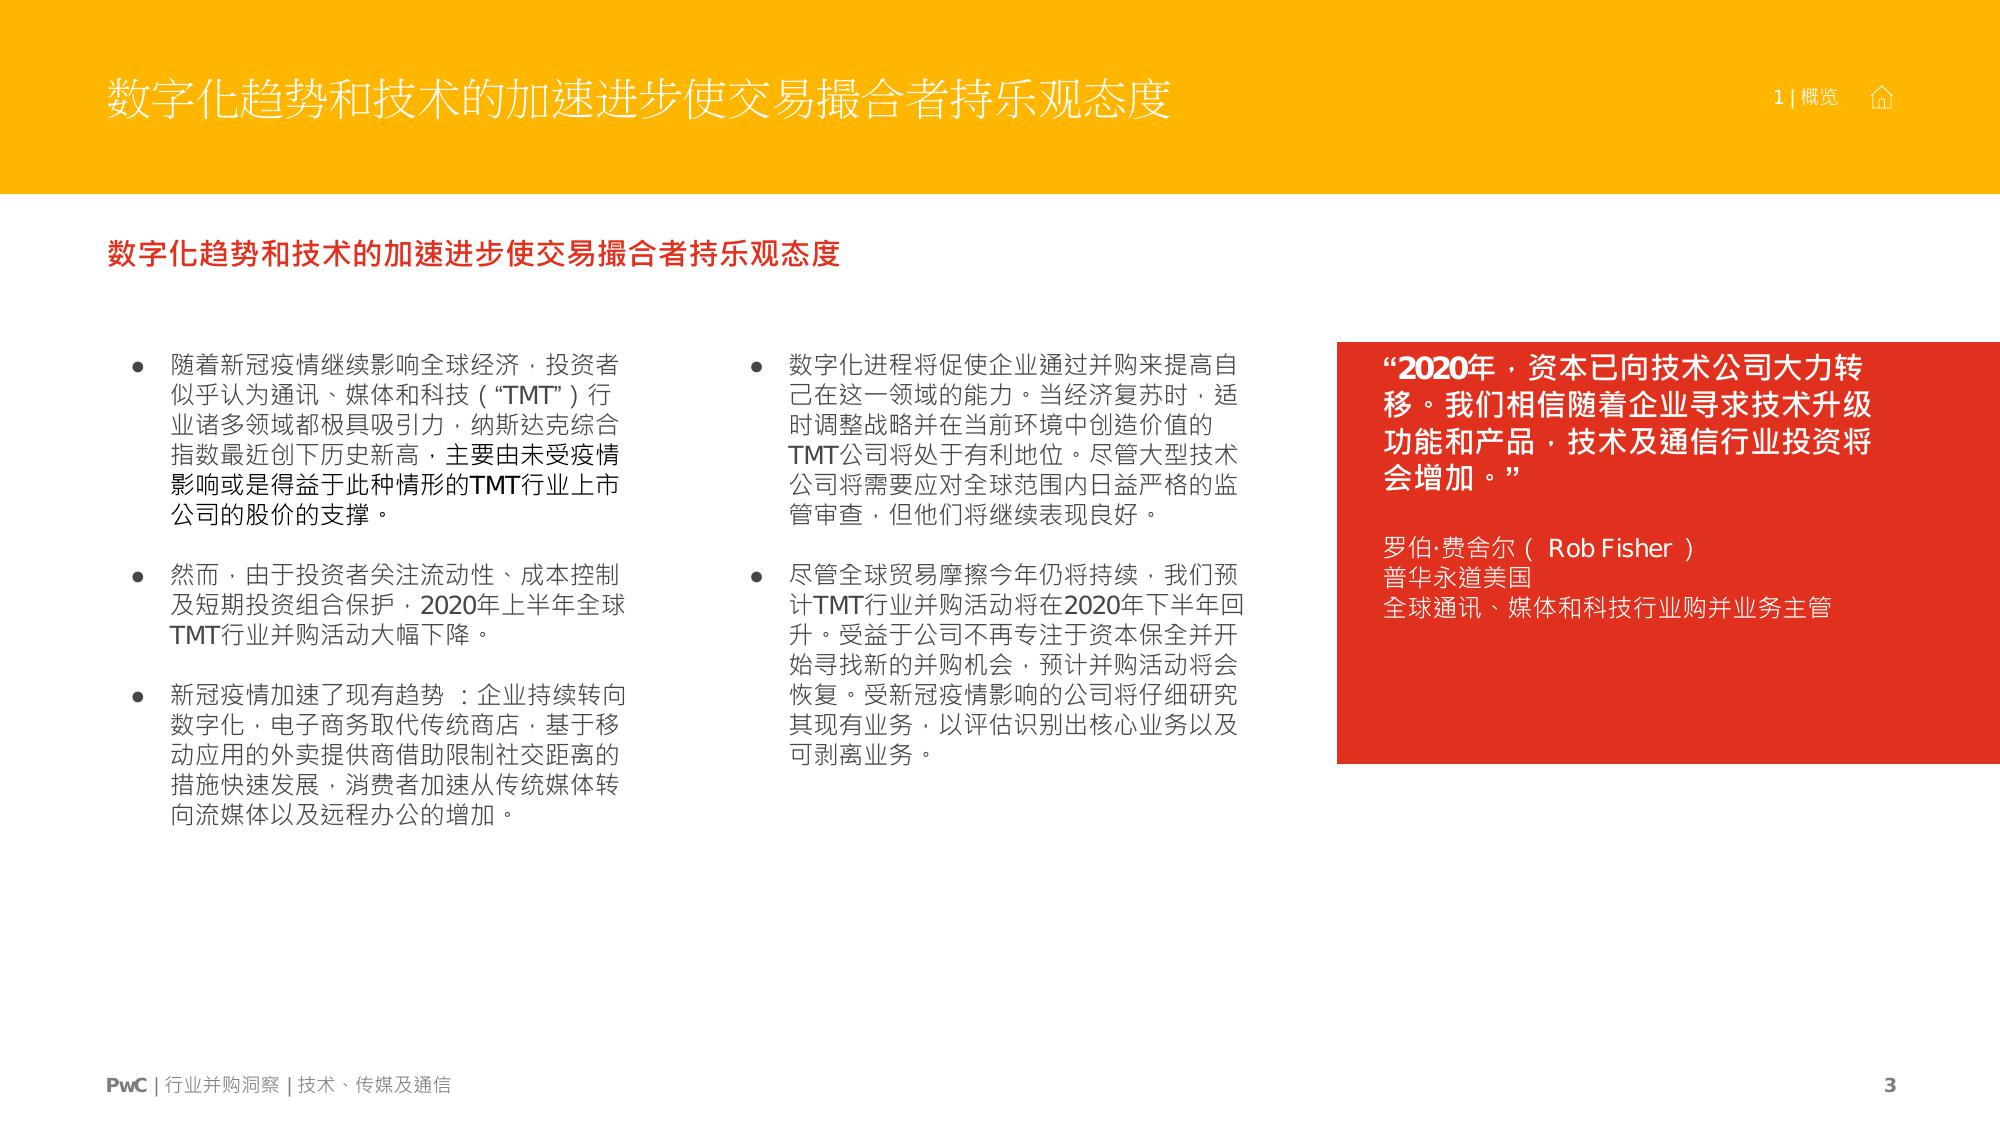 数字化趋势和技术的加速进步使交易撮合者持乐观态度
1 | 概览
数字化趋势和技术的加速进步使交易撮合者持乐观态度
● 随着新冠疫情继续影响全球经济，投资者
似乎认为通讯、媒体和科技（“TMT”）行
业诸多领域都极具吸引力，纳斯达克综合
指数最近创下历史新高，主要由未受疫情
影响或是得益于此种情形的TMT行业上市
公司的股价的支撑。
● 然而，由于投资者关注流动性、成本控制
及短期投资组合保护，2020年上半年全球
TMT行业并购活动大幅下降。
● 新冠疫情加速了现有趋势 ：企业持续转向
数字化，电子商务取代传统商店，基于移
动应用的外卖提供商借助限制社交距离的
措施快速发展，消费者加速从传统媒体转
向流媒体以及远程办公的增加。
● 数字化进程将促使企业通过并购来提高自
己在这一领域的能力。当经济复苏时，适
时调整战略并在当前环境中创造价值的
TMT公司将处于有利地位。尽管大型技术
公司将需要应对全球范围内日益严格的监
管审查，但他们将继续表现良好。
● 尽管全球贸易摩擦今年仍将持续，我们预
计TMT行业并购活动将在2020年下半年回
升。受益于公司不再专注于资本保全并开
始寻找新的并购机会，预计并购活动将会
恢复。受新冠疫情影响的公司将仔细研究
其现有业务，以评估识别出核心业务以及
可剥离业务。
“2020年，资本已向技术公司大力转
移。我们相信随着企业寻求技术升级
功能和产品，技术及通信行业投资将
会增加。”
罗伯·费舍尔（ Rob Fisher ）
普华永道美国
全球通讯、媒体和科技行业购并业务主管
PwC | 行业并购洞察 | 技术、传媒及通信
3